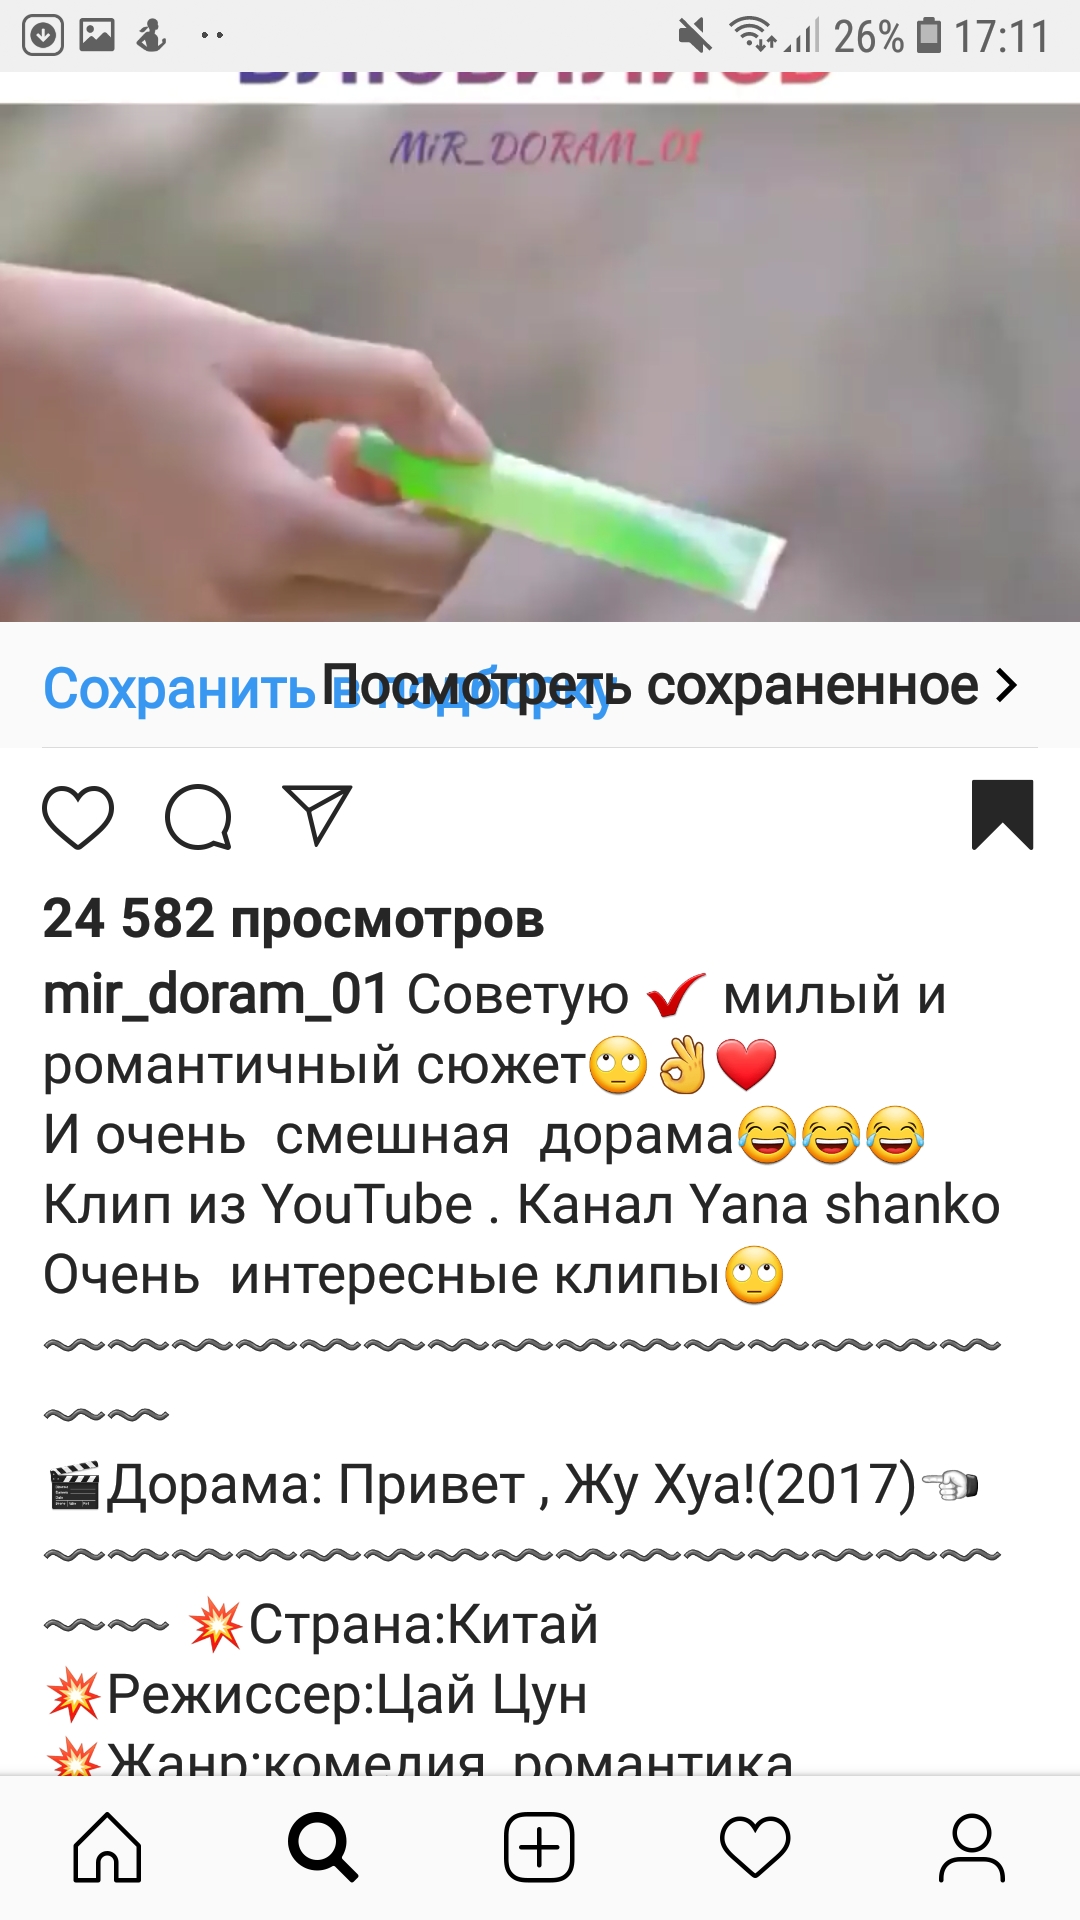 26% 17:11
ВЛЮБИЛИСЬ
MiR_DORAM_01
Сохранить в подборку
Посмотреть сохраненное
24 582 просмотров
mir_doram_01 Советую ✔ милый и
романтичный сюжет🙄👌❤
И очень  смешная  дорама😂😂😂
Клип из YouTube . Канал Yana shanko
Очень  интересные клипы🙄
〰〰〰〰〰〰〰〰〰〰〰〰〰〰〰
〰〰
🎬Дорама: Привет , Жу Хуа!(2017)👈
〰〰〰〰〰〰〰〰〰〰〰〰〰〰〰
〰〰 💥Страна:Китай
💥Режиссер:Цай Цун
💥Жанр:комедия, романтика